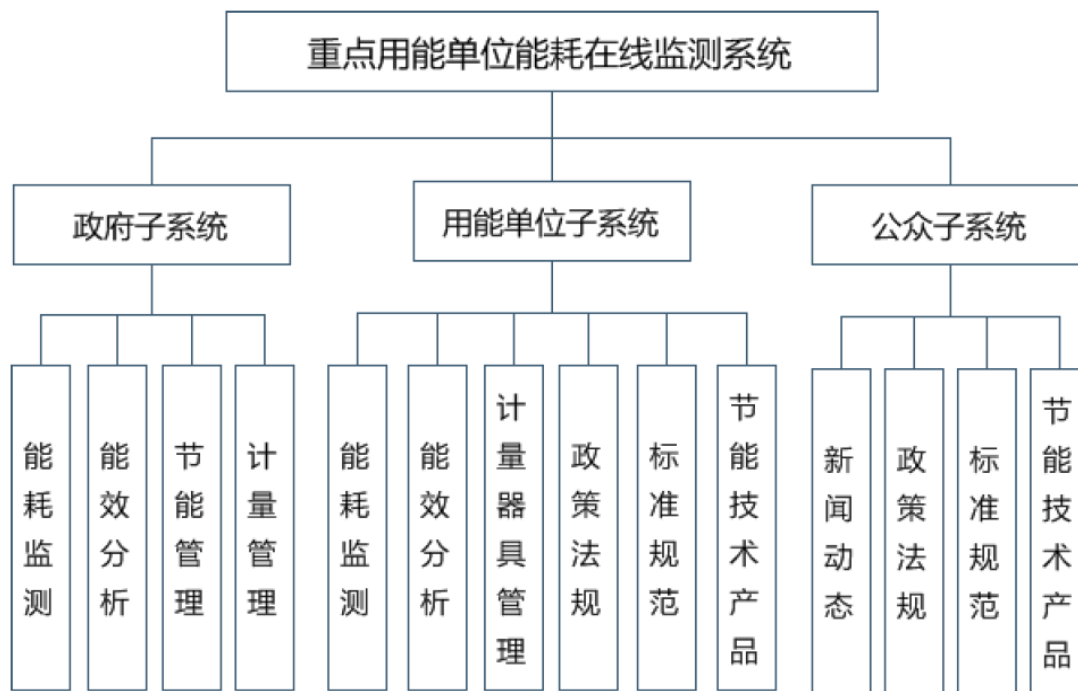 重点用能单位能耗在线监测系统
政府子系统
用能单位子系统
公众子系统
能耗监测
能效分析
节能管理
计量管理
能耗监测
能效分析
计量器具管理
政策法规
标准规范
节能技术产品
新闻动态
政策法规
标准规范
节能技术产品